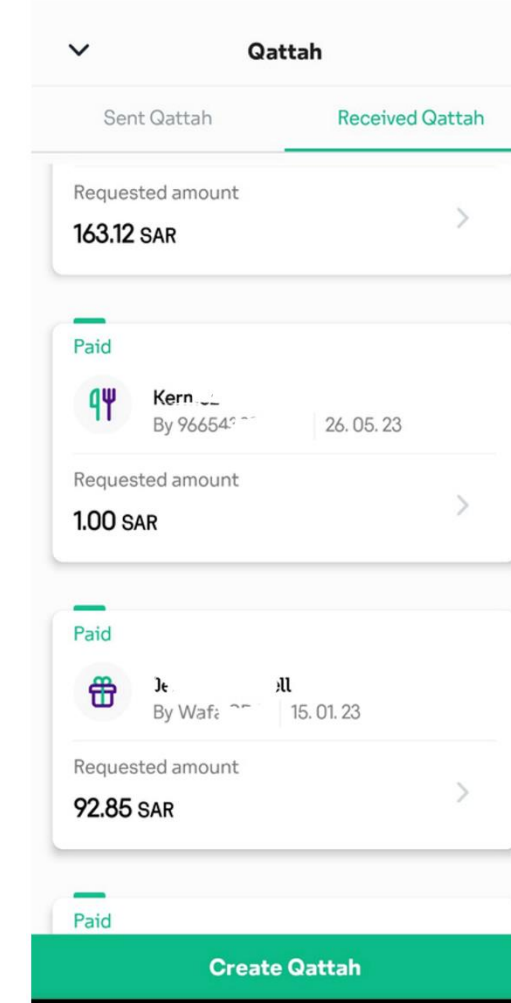 Qattah
Sent Qattah
Received Qattah
Requested amount
163.12 SAR
Paid
By
26. 05. 23
Requested amount
1.00 SAR
Paid
By
15. 01. 23
Requested amount
92.85 SAR
Paid
Create Qattah